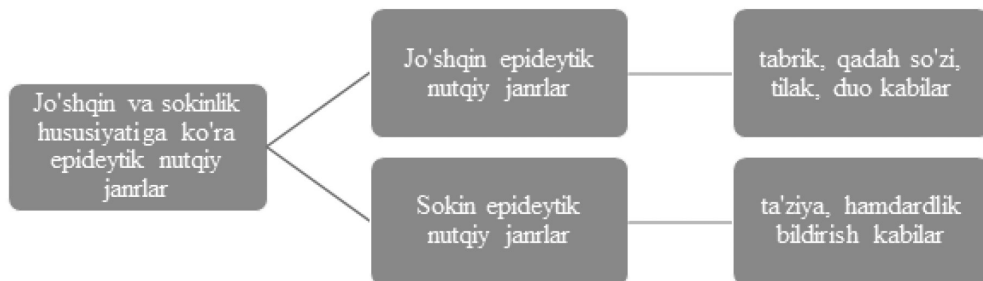 Jo'shqin va sokinlik
hususiyatiga ko'ra
epideytik nutqiy
janrlar
Jo'shqin epideytik
nutqiy janrlar
tabrik, qadah so'zi,
tilak, duo kabilar
Sokin epideytik
nutqiy janrlar
ta'ziya, hamdardlik
bildirish kabilar